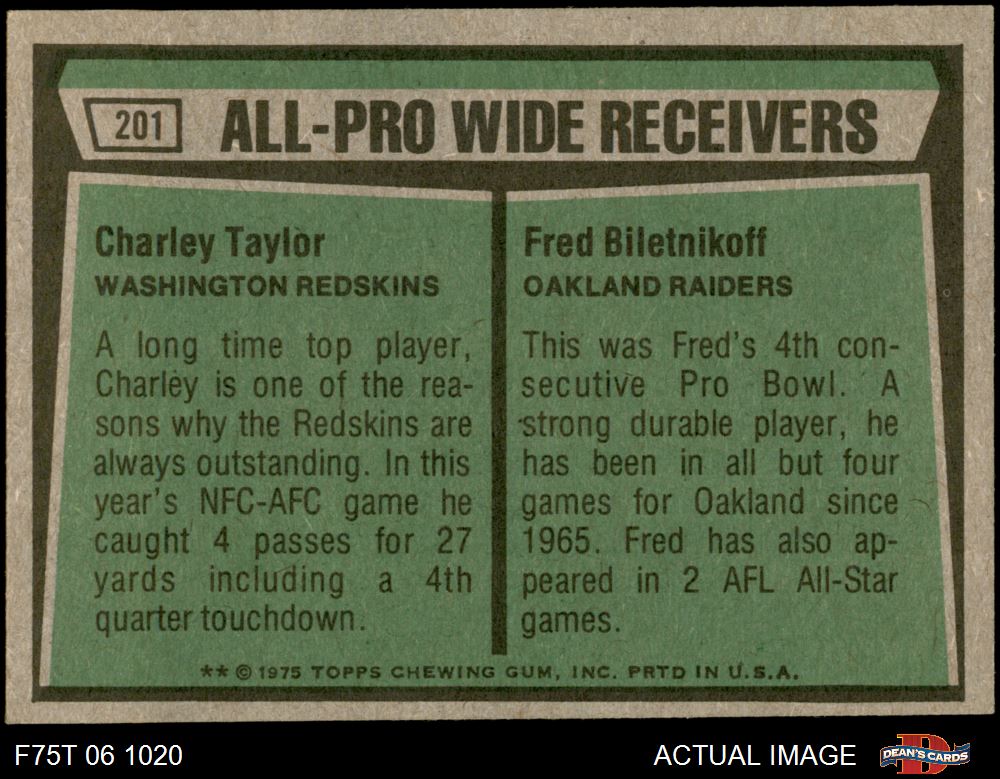 201
ALL-PRO WIDE RECEIVERS
Charley Taylor
WASHINGTON REDSKINS
A long time top player,
Charley is one of the rea-
sons why the Redskins are
always outstanding. In this
year's NFC-AFC game he
caught 4 passes for 27
yards including a 4th
quarter touchdown.
Fred Biletnikoff
OAKLAND RAIDERS
This was Fred's 4th con-
secutive Pro Bowl. A
strong durable player, he
has been in all but four
games for Oakland since
1965. Fred has also ap-
peared in 2 AFL All-Star
games.
** © 1975 TOPPS CHEWING GUM, INC. PRTD IN U.S.A.
F75T 06 1020
ACTUAL IMAGE
DEAN'S CARDS